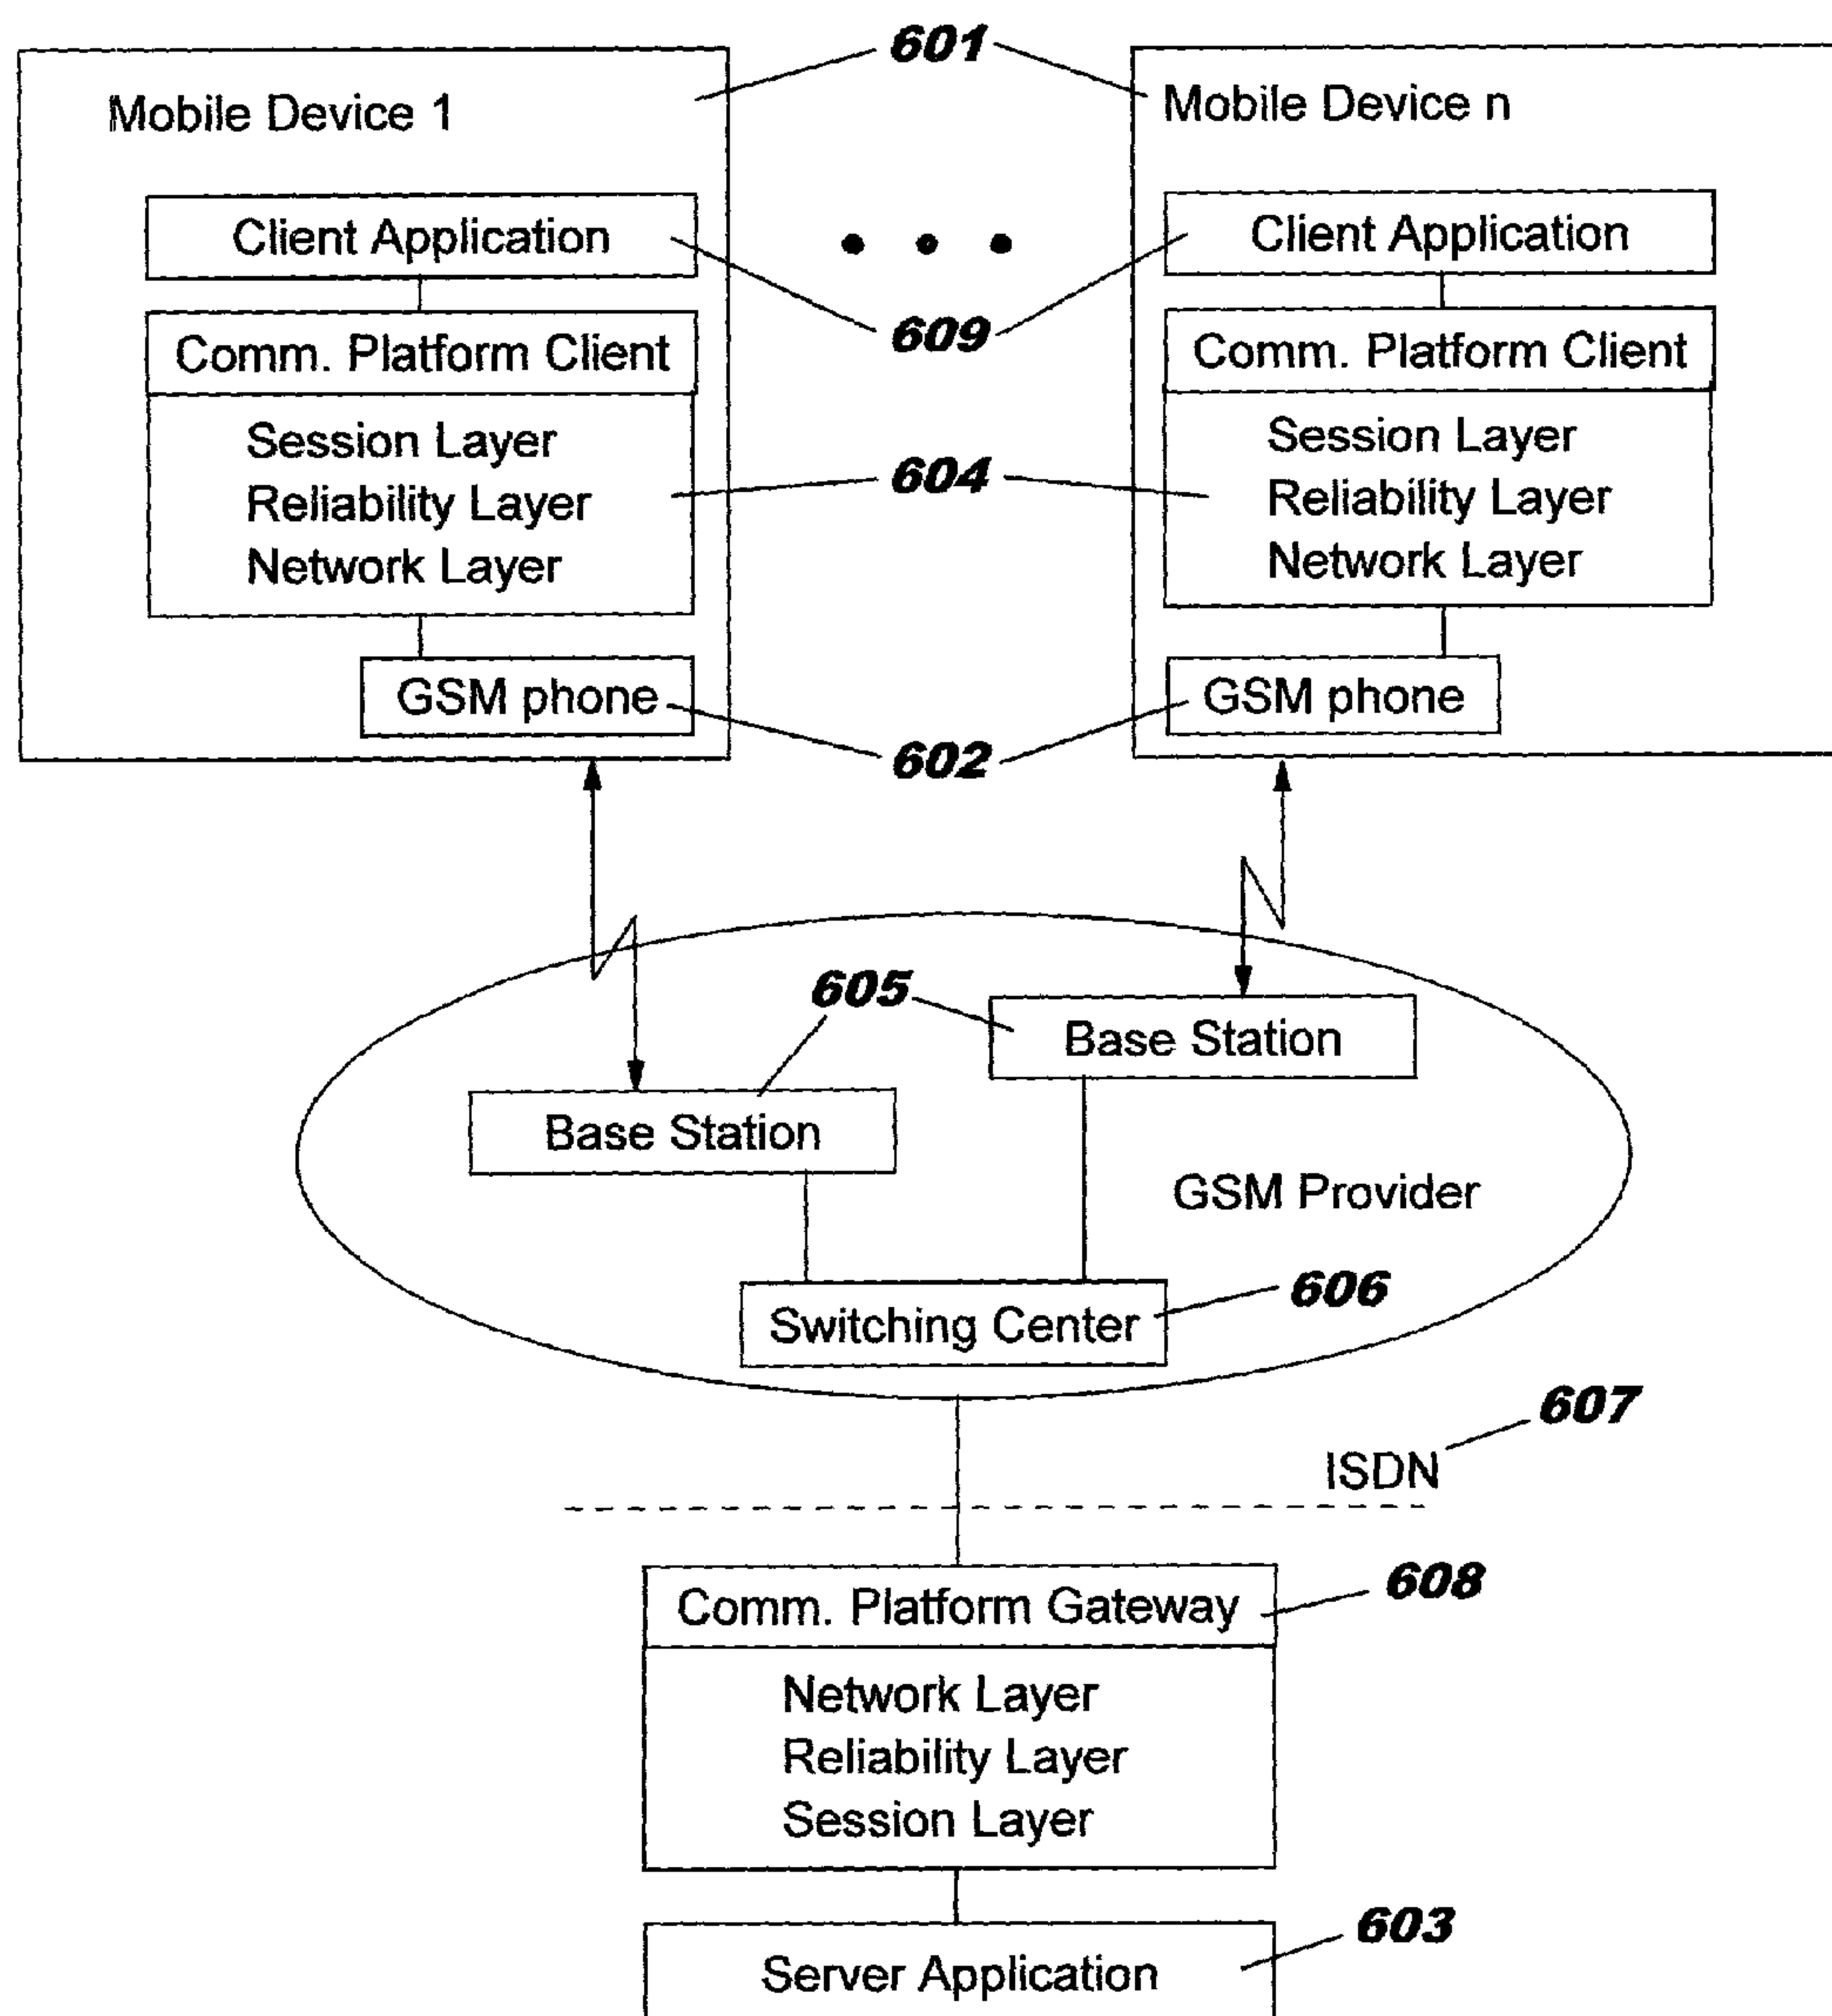 601
Mobile Device 1
Mobile Device n
Client Application
Client Application
609
Comm. Platform Client
Comm. Platform Client
Session Layer
Reliability Layer
Network Layer
604
Session Layer
Reliability Layer
Network Layer
GSM phone
GSM phone
602
605
Base Station
Base Station
GSM Provider
606
Switching Center
607
ISDN
608
Comm. Platform Gateway
Network Layer
Reliability Layer
Session Layer
603
Server Application